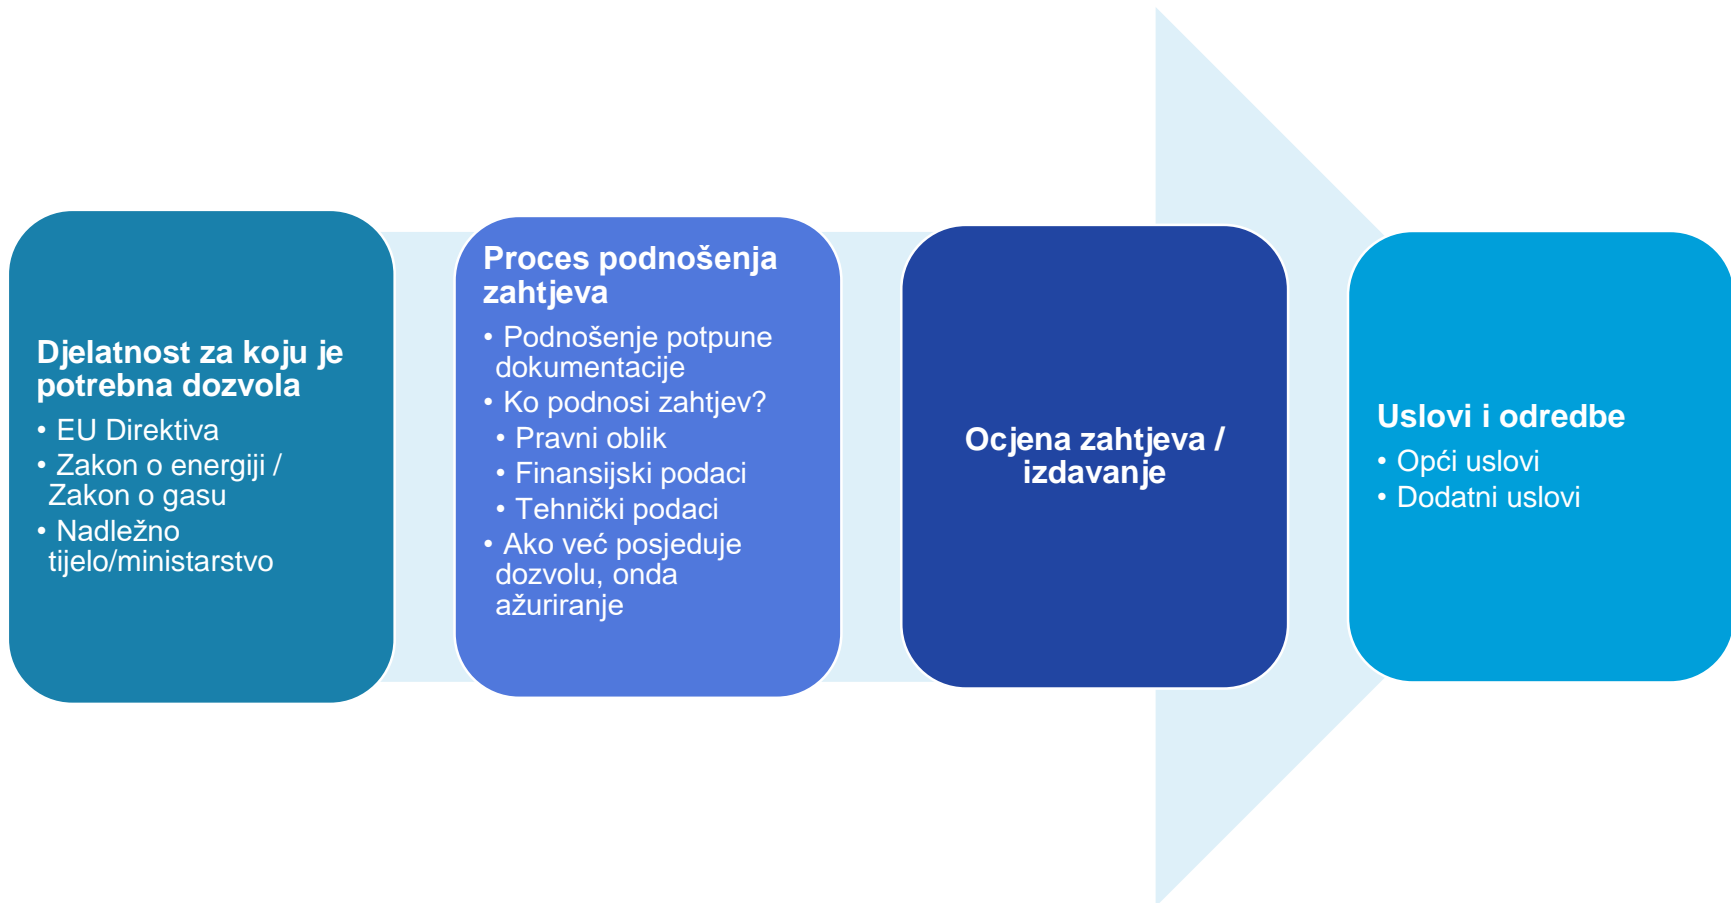 Djelatnost za koju je
potrebna dozvola
• EU Direktiva
• Zakon o energiji /
Zakon o gasu
• Nadležno
tijelo/ministarstvo
Proces podnošenja
zahtjeva
• Podnošenje potpune
dokumentacije
• Ko podnosi zahtjev?
• Pravni oblik
• Finansijski podaci
• Tehnički podaci
• Ako već posjeduje
dozvolu, onda
ažuriranje
Ocjena zahtjeva /
izdavanje
Uslovi i odredbe
• Opći uslovi
• Dodatni uslovi